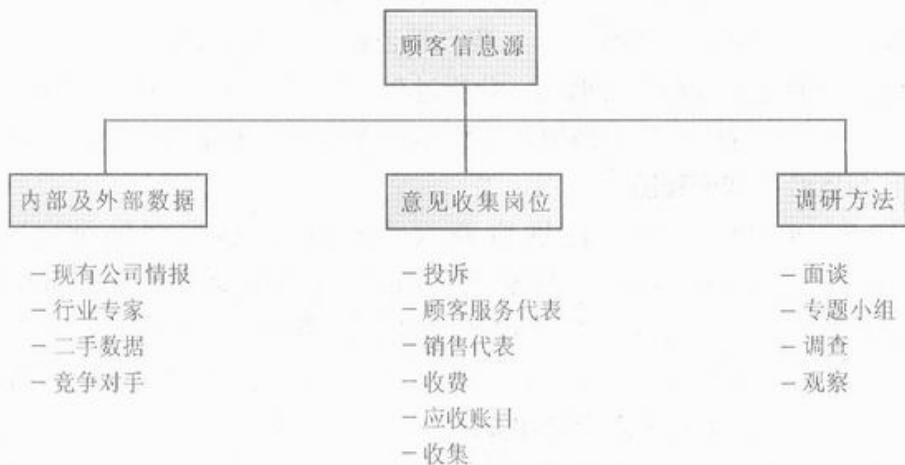 顾客信息源
内部及外部数据
－现有公司情报
－行业专家
－二手数据
－竞争对手
意见收集岗位
－投诉
－顾客服务代表
－销售代表
－收费
－应收账目
－收集
调研方法
－面谈
－专题小组
－调查
－观察